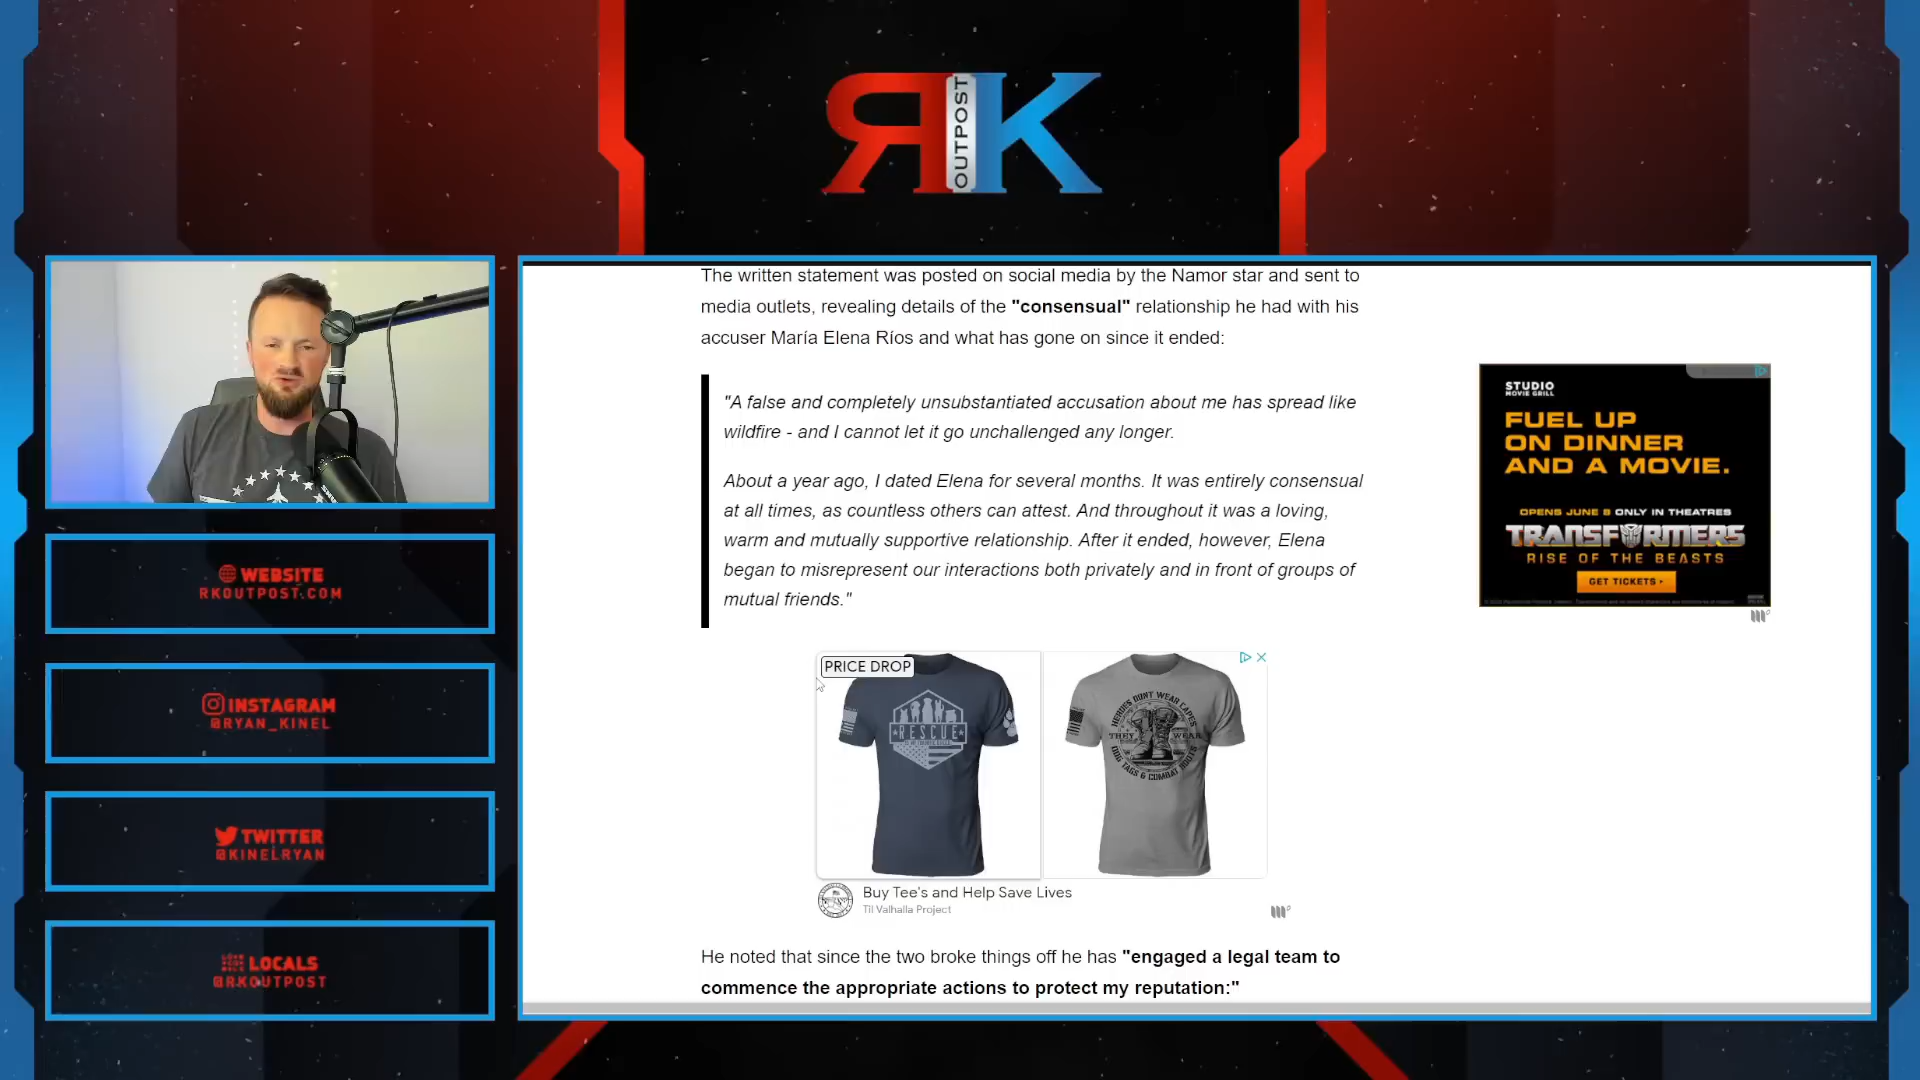 RK
OUTPOST
WEBSITE
RKOUTPOST.COM
INSTAGRAM
@RYAN_KINEL
TWITTER
@KINELRYAN
LOCALS
@RKOUTPOST
The written statement was posted on social media by the Namor star and sent to
media outlets, revealing details of the "consensual" relationship he had with his
accuser María Elena Ríos and what has gone on since it ended:
"A false and completely unsubstantiated accusation about me has spread like
wildfire - and I cannot let it go unchallenged any longer.
About a year ago, I dated Elena for several months. It was entirely consensual
at all times, as countless others can attest. And throughout it was a loving,
warm and mutually supportive relationship. After it ended, however, Elena
began to misrepresent our interactions both privately and in front of groups of
mutual friends."
PRICE DROP
RESCUE
HEROES DON'T WEAR CAPES
THEY WEAR
DOG TAGS & COMBAT BOOTS
Buy Tee's and Help Save Lives
Til Valhalla Project
He noted that since the two broke things off he has "engaged a legal team to
commence the appropriate actions to protect my reputation:"
STUDIO
MOVIE GRILL
FUEL UP
ON DINNER
AND A MOVIE.
OPENS JUNE 8 ONLY IN THEATRES
TRANSFORMERS
RISE OF THE BEASTS
GET TICKETS